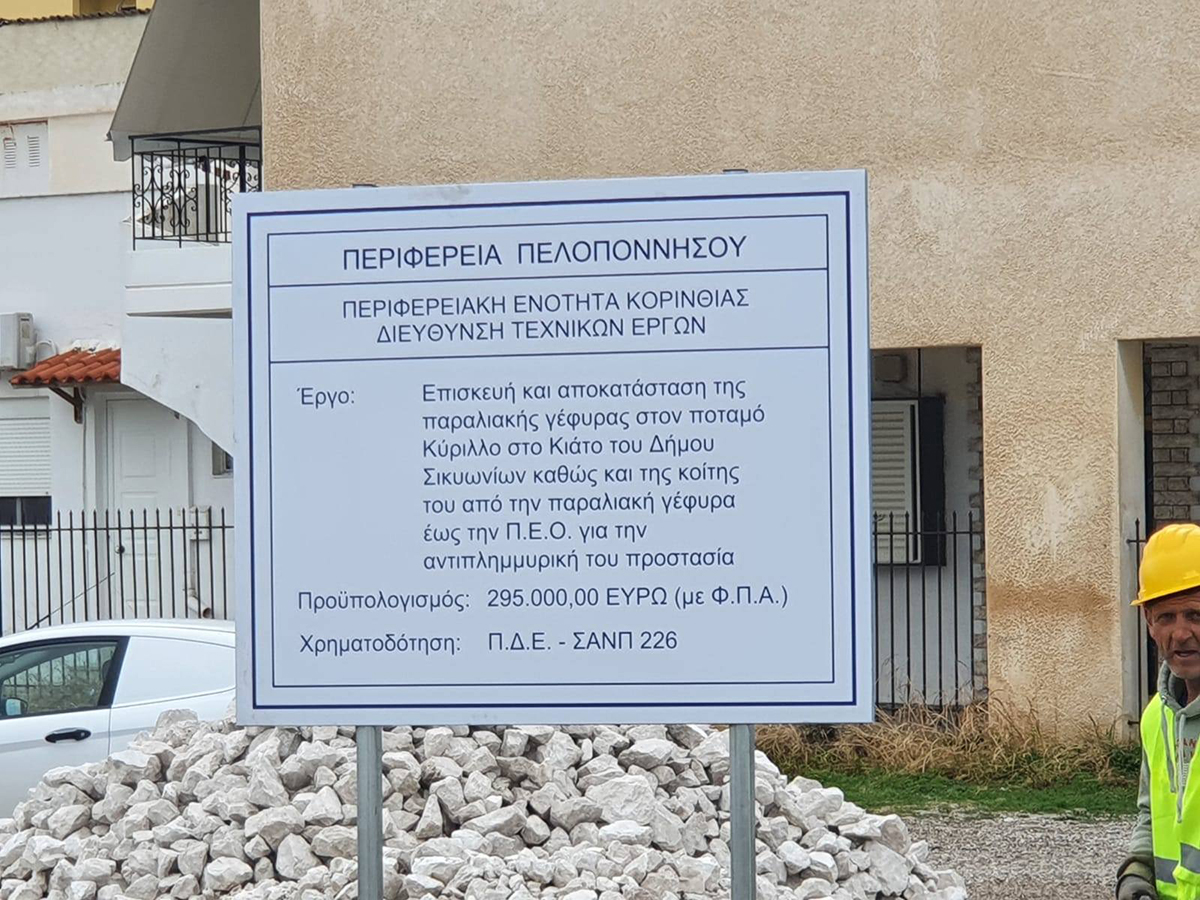 ΠΕΡΙΦΕΡΕΙΑ ΠΕΛΟΠΟΝΝΗΣΟΥ
ΠΕΡΙΦΕΡΕΙΑΚΗ ΕΝΟΤΗΤΑ ΚΟΡΙΝΘΙΑΣ
ΔΙΕΥΘΥΝΣΗ ΤΕΧΝΙΚΩΝ ΕΡΓΩΝ
Έργο: Επισκευή και αποκατάσταση της
παραλιακής γέφυρας στον ποταμό
Κύριλλο στο Κιάτο του Δήμου
Σικυωνίων καθώς και της κοίτης
του από την παραλιακή γέφυρα
έως την Π.Ε.Ο. για την
αντιπλημμυρική του προστασία
Προϋπολογισμός: 295.000,00 ΕΥΡΩ (με Φ.Π.Α.)
Χρηματοδότηση: Π.Δ.Ε. - ΣΑΝΠ 226